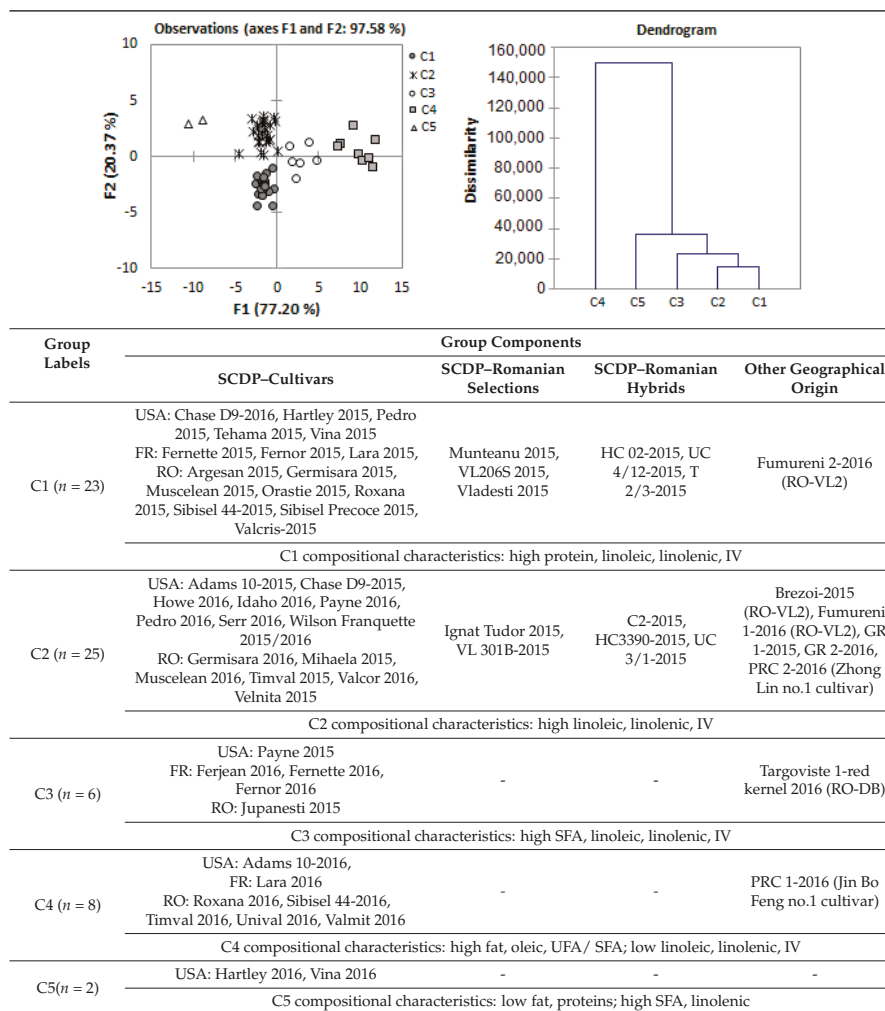 Observations (axes F1 and F2: 97.58 %)
10
5
0
-5
-10
-15
-10
-5
0
5
10
15
F2 (20.37 %)
F1 (77.20 %)
C1
C2
C3
C4
C5
Dendrogram
160,000
140,000
120,000
100,000
80,000
60,000
40,000
20,000
0
Dissimilarity
C4
C5
C3
C2
C1
Group
Labels
Group Components
SCDP–Cultivars
SCDP–Romanian
Selections
SCDP–Romanian
Hybrids
Other Geographical
Origin
C1 (n = 23)
USA: Chase D9-2016, Hartley 2015, Pedro
2015, Tehama 2015, Vina 2015
FR: Fernette 2015, Fernor 2015, Lara 2015,
RO: Argesan 2015, Germisara 2015,
Muscelean 2015, Orastie 2015, Roxana
2015, Sibisel 44-2015, Sibisel Precoce 2015,
Valcris-2015
Munteanu 2015,
VL206S 2015,
Vladesti 2015
HC 02-2015, UC
4/12-2015, T
2/3-2015
Fumureni 2-2016
(RO-VL2)
C1 compositional characteristics: high protein, linoleic, linolenic, IV
C2 (n = 25)
USA: Adams 10-2015, Chase D9-2015,
Howe 2016, Idaho 2016, Payne 2016,
Pedro 2016, Serr 2016, Wilson Franquette
2015/2016
RO: Germisara 2016, Mihaela 2015,
Muscelean 2016, Timval 2015, Valcor 2016,
Velnita 2015
Ignat Tudor 2015,
VL 301B-2015
C2-2015,
HC3390-2015, UC
3/1-2015
Brezoi-2015
(RO-VL2), Fumureni
1-2016 (RO-VL2), GR
1-2015, GR 2-2016,
PRC 2-2016 (Zhong
Lin no.1 cultivar)
C2 compositional characteristics: high linoleic, linolenic, IV
C3 (n = 6)
USA: Payne 2015
FR: Ferjean 2016, Fernette 2016,
Fernor 2016
RO: Jupanesti 2015
-
-
Targoviste 1-red
kernel 2016 (RO-DB)
C3 compositional characteristics: high SFA, linoleic, linolenic, IV
C4 (n = 8)
USA: Adams 10-2016,
FR: Lara 2016
RO: Roxana 2016, Sibisel 44-2016,
Timval 2016, Unival 2016, Valmit 2016
-
-
PRC 1-2016 (Jin Bo
Feng no.1 cultivar)
C4 compositional characteristics: high fat, oleic, UFA/ SFA; low linoleic, linolenic, IV
C5(n = 2)
USA: Hartley 2016, Vina 2016
-
-
-
C5 compositional characteristics: low fat, proteins; high SFA, linolenic